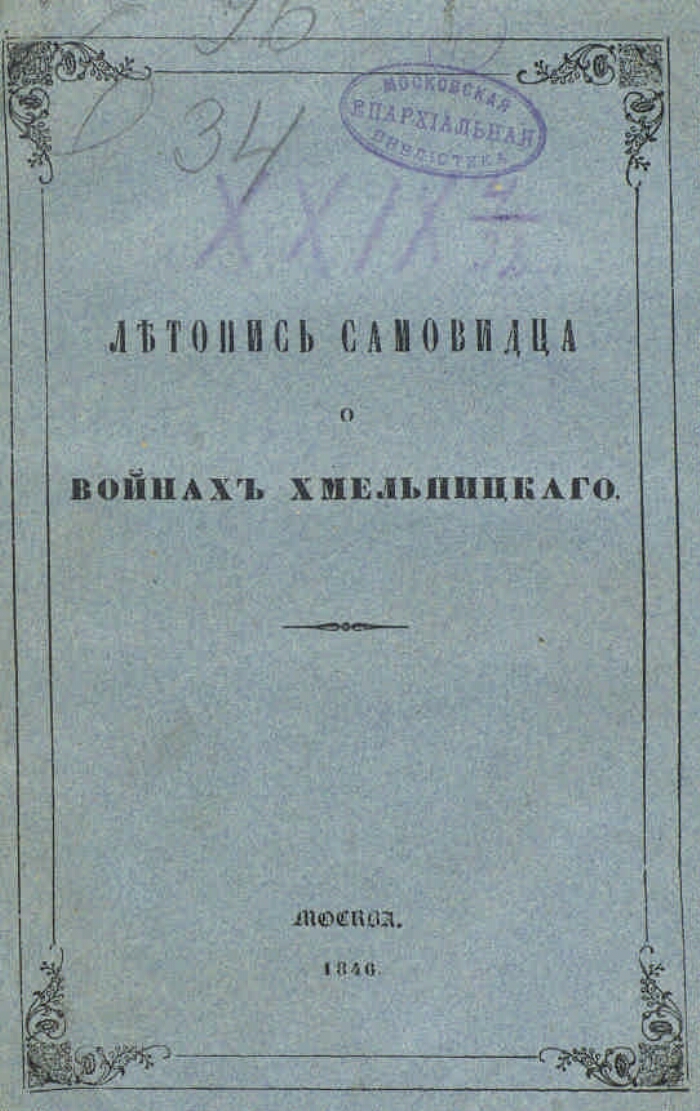 34
МОСКОВСКАЯ
ЕПАРХІАЛЬНАЯ
БИБЛІОТЕКА
XXIX
ЛѢТОПИСЬ САМОВИДЦА
О
ВОЙНАХЪ ХМЕЛЬНИЦКАГО.
МОСКВА.
1846.